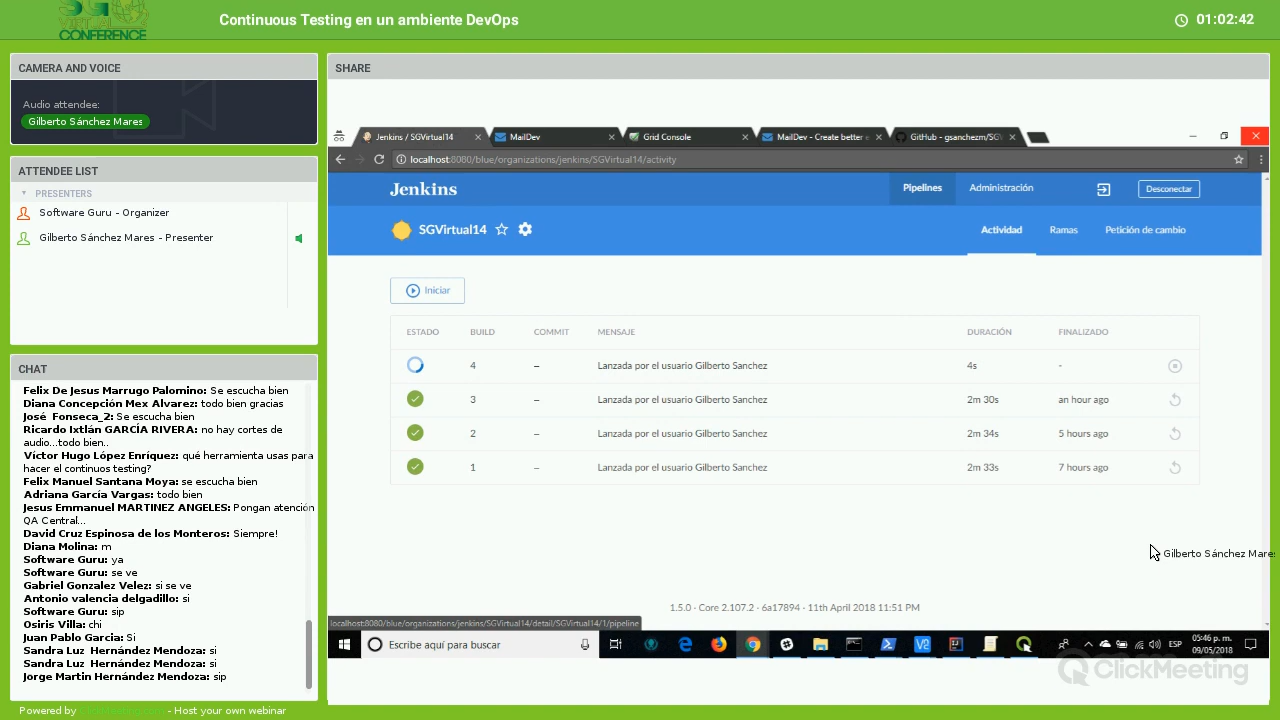 SG
VIRTUAL
CONFERENCE
Continuous Testing en un ambiente DevOps
01:02:42
CAMERA AND VOICE
Audio attendee:
Gilberto Sánchez Mares
ATTENDEE LIST
PRESENTERS
Software Guru - Organizer
Gilberto Sánchez Mares - Presenter
CHAT
Felix De Jesus Marrugo Palomino: Se escucha bien
Diana Concepción Mex Alvarez: todo bien gracias
José Fonseca_2: Se escucha bien
Ricardo Ixtlán GARCÍA RIVERA: no hay cortes de
audio...todo bien..
Víctor Hugo López Enríquez: qué herramienta usas para
hacer el continuos testing?
Felix Manuel Santana Moya: se escucha bien
Adriana García Vargas: todo bien
Jesus Emmanuel MARTINEZ ANGELES: Pongan atención
QA Central...
David Cruz Espinosa de los Monteros: Siempre!
Diana Molina: m
Software Guru: ya
Software Guru: se ve
Gabriel Gonzalez Velez: si se ve
Antonio valencia delgadillo: si
Software Guru: sip
Osiris Villa: chi
Juan Pablo Garcia: Si
Sandra Luz Hernández Mendoza: si
Sandra Luz Hernández Mendoza: si
Jorge Martin Hernández Mendoza: sip
Powered by ClickMeeting.com - Host your own webinar
SHARE
Jenkins / SGVirtual14
MailDev
Grid Console
MailDev - Create better e
GitHub - gsanchezm/SGV
localhost:8080/blue/organizations/jenkins/SGVirtual14/activity
Jenkins
Pipelines
Administración
Desconectar
SGVirtual14
Actividad
Ramas
Petición de cambio
Iniciar
ESTADO BUILD COMMIT MENSAJE DURACIÓN FINALIZADO
4 – Lanzada por el usuario Gilberto Sanchez 4s -
3 – Lanzada por el usuario Gilberto Sanchez 2m 30s an hour ago
2 – Lanzada por el usuario Gilberto Sanchez 2m 34s 5 hours ago
1 – Lanzada por el usuario Gilberto Sanchez 2m 33s 7 hours ago
Gilberto Sánchez Mares
1.5.0 · Core 2.107.2 · 6a17894 · 11th April 2018 11:51 PM
localhost:8080/blue/organizations/jenkins/SGVirtual14/detail/SGVirtual14/1/pipeline
Escribe aquí para buscar
ESP
05:46 p. m.
09/05/2018
ClickMeeting